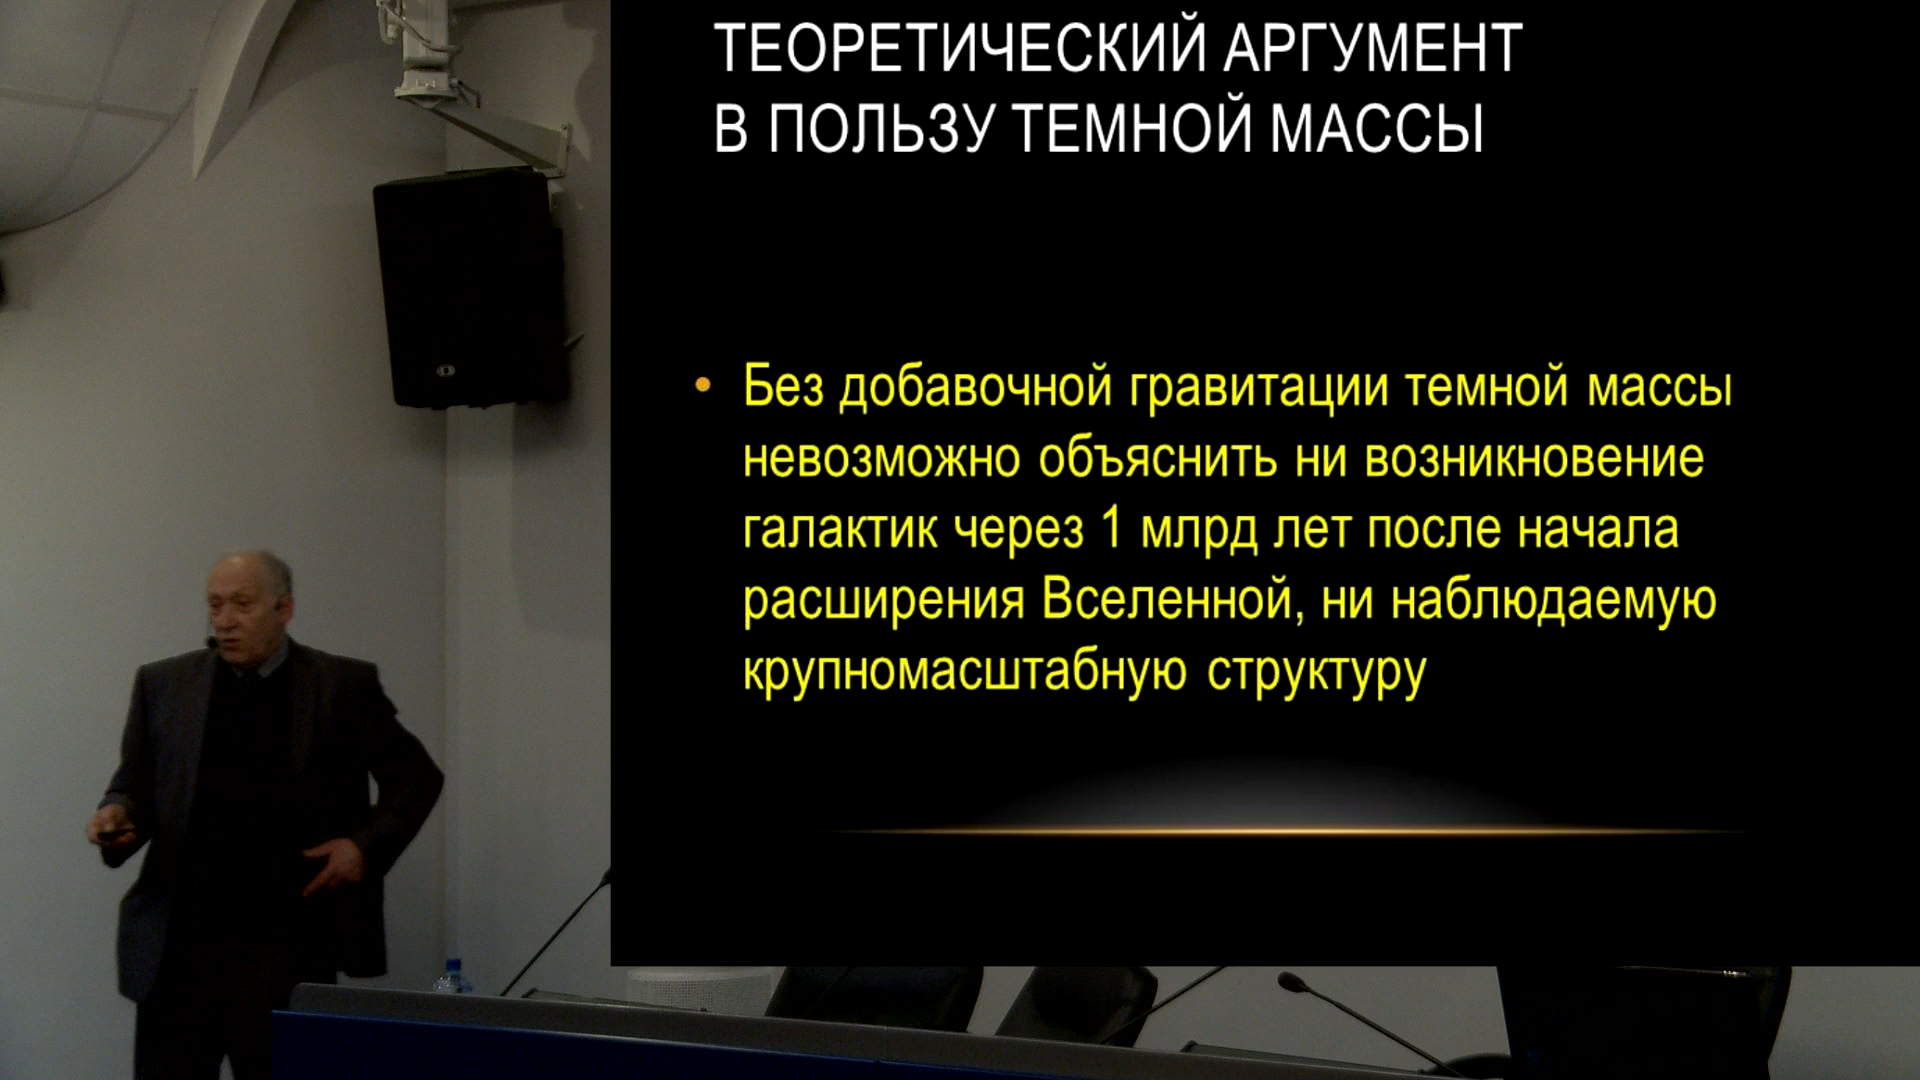 ТЕОРЕТИЧЕСКИЙ АРГУМЕНТ
В ПОЛЬЗУ ТЕМНОЙ МАССЫ
• Без добавочной гравитации темной массы
невозможно объяснить ни возникновение
галактик через 1 млрд лет после начала
расширения Вселенной, ни наблюдаемую
крупномасштабную структуру